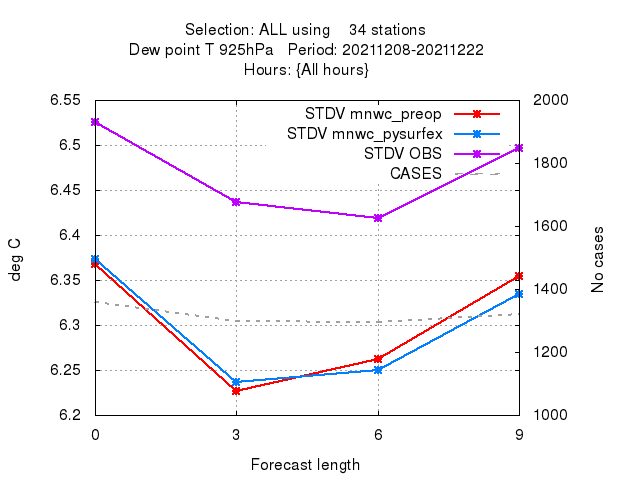 Selection: ALL using    34 stations
Dew point T 925hPa   Period: 20211208-20211222
Hours: {All hours}
STDV mnwc_preop
STDV mnwc_pysurfex
STDV OBS
CASES
6.55
6.5
6.45
6.4
6.35
6.3
6.25
6.2
2000
1800
1600
1400
1200
1000
deg C
No cases
0 3 6 9
Forecast length